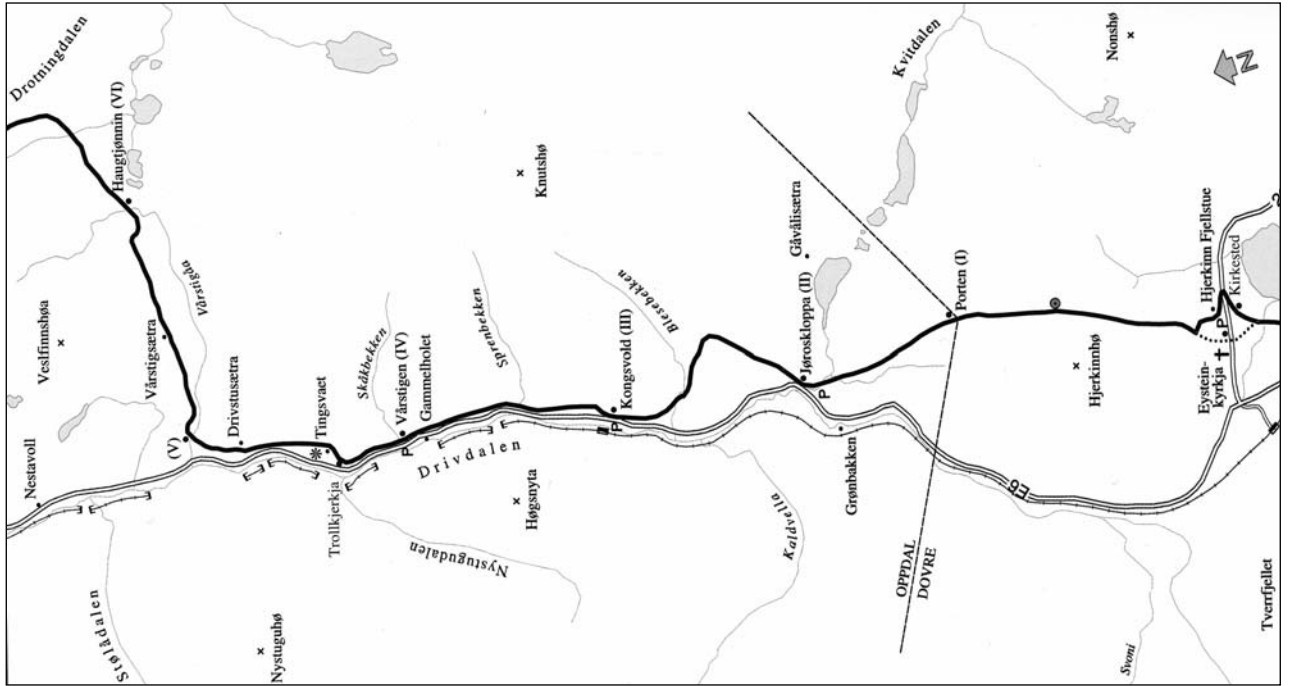 Drotningdalen
Haugtjønnin (VI)
Veslfinnshøa
Vårstigsætra
Vårstigåa
Nestavoll
(V)
Drivstusætra
Tingsvaet
Trollkjerkja
Stølådalen
Nystuguhø
Nystugudalen
Skåkbekken
Vårstigen (IV)
Gammelholet
P
Drivdalen
Sprenbekken
Knutshø
Høgsnyta
Kongsvold (III)
P
Blesebekken
Kaldvella
Gåvålisætra
Jøroskloppa (II)
P
Grønbakken
Kvitdalen
Porten (I)
OPPDAL
DOVRE
E6
Hjerkinnhø
Nonshø
N
Hjerkinn Fjellstue
Kirkested
P
Eystein-
kyrkja
Svoni
Tverrfjellet